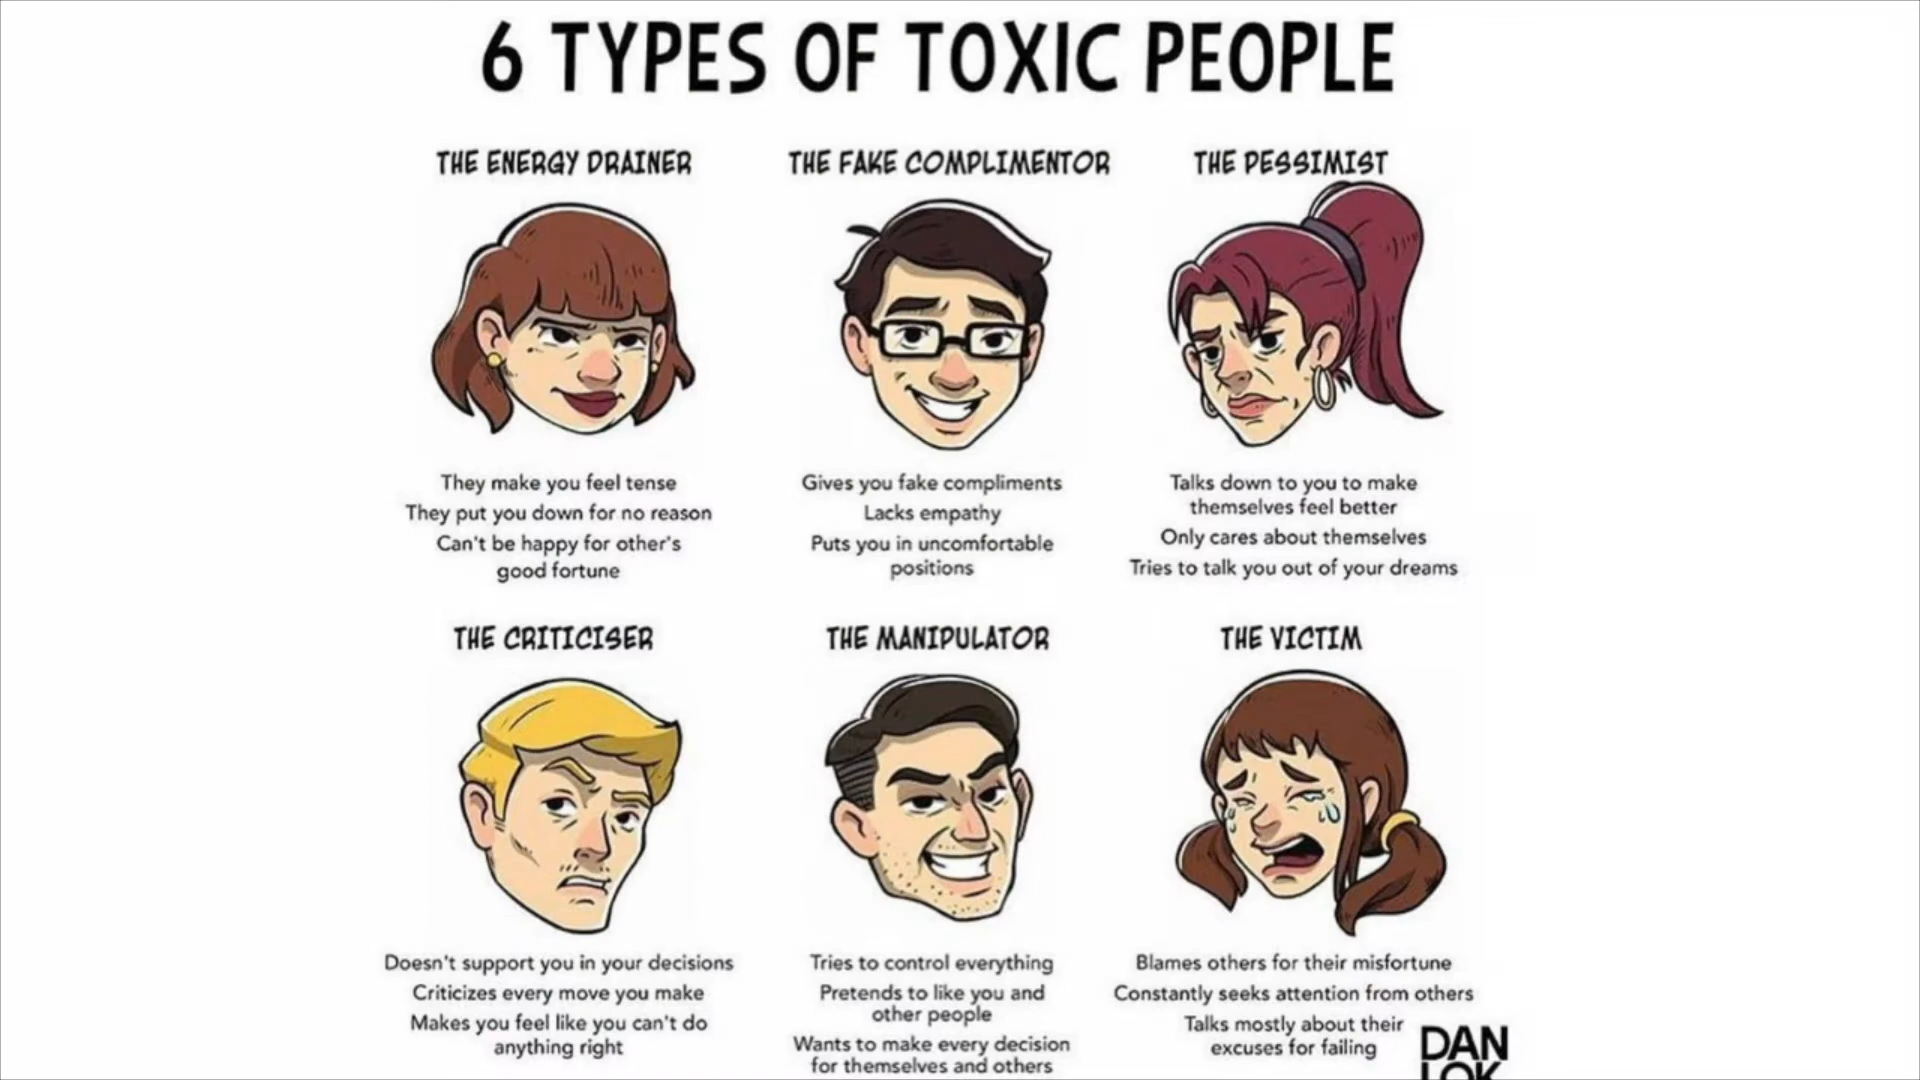 6 TYPES OF TOXIC PEOPLE
THE ENERGY DRAINER
They make you feel tense
They put you down for no reason
Can't be happy for other's
good fortune
THE FAKE COMPLIMENTOR
Gives you fake compliments
Lacks empathy
Puts you in uncomfortable
positions
THE PESSIMIST
Talks down to you to make
themselves feel better
Only cares about themselves
Tries to talk you out of your dreams
THE CRITICISER
Doesn't support you in your decisions
Criticizes every move you make
Makes you feel like you can't do
anything right
THE MANIPULATOR
Tries to control everything
Pretends to like you and
other people
Wants to make every decision
for themselves and others
THE VICTIM
Blames others for their misfortune
Constantly seeks attention from others
Talks mostly about their
excuses for failing
DAN
LOK